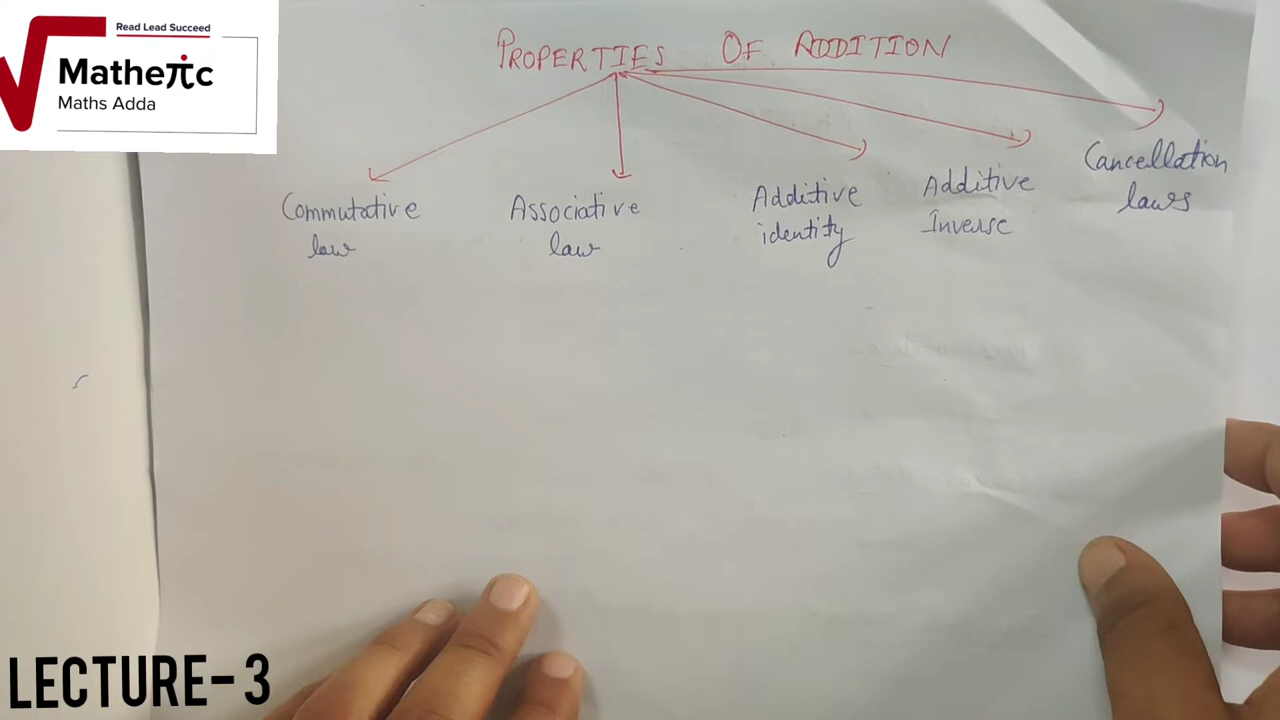 Read Lead Succeed
Matheπc
Maths Adda
PROPERTIES OF ADDITION
Commutative
law
Associative
law
Additive
identity
Additive
Inverse
Cancellation
laws
LECTURE-3